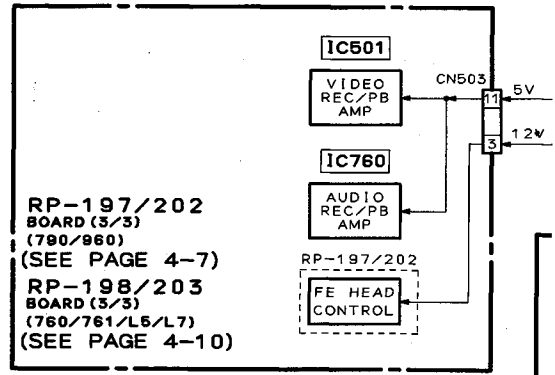 IC501
VIDEO
REC/PB
AMP
CN503
11
5V
3
12V
IC760
AUDIO
REC/PB
AMP
RP-197/202
BOARD (3/3)
(790/960)
(SEE PAGE 4-7)
RP-198/203
BOARD (3/3)
(760/761/L5/L7)
(SEE PAGE 4-10)
RP-197/202
FE HEAD
CONTROL